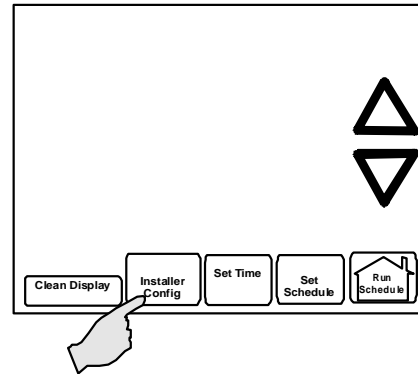 Clean Display
Installer
Config
Set Time
Set
Schedule
Run
Schedule